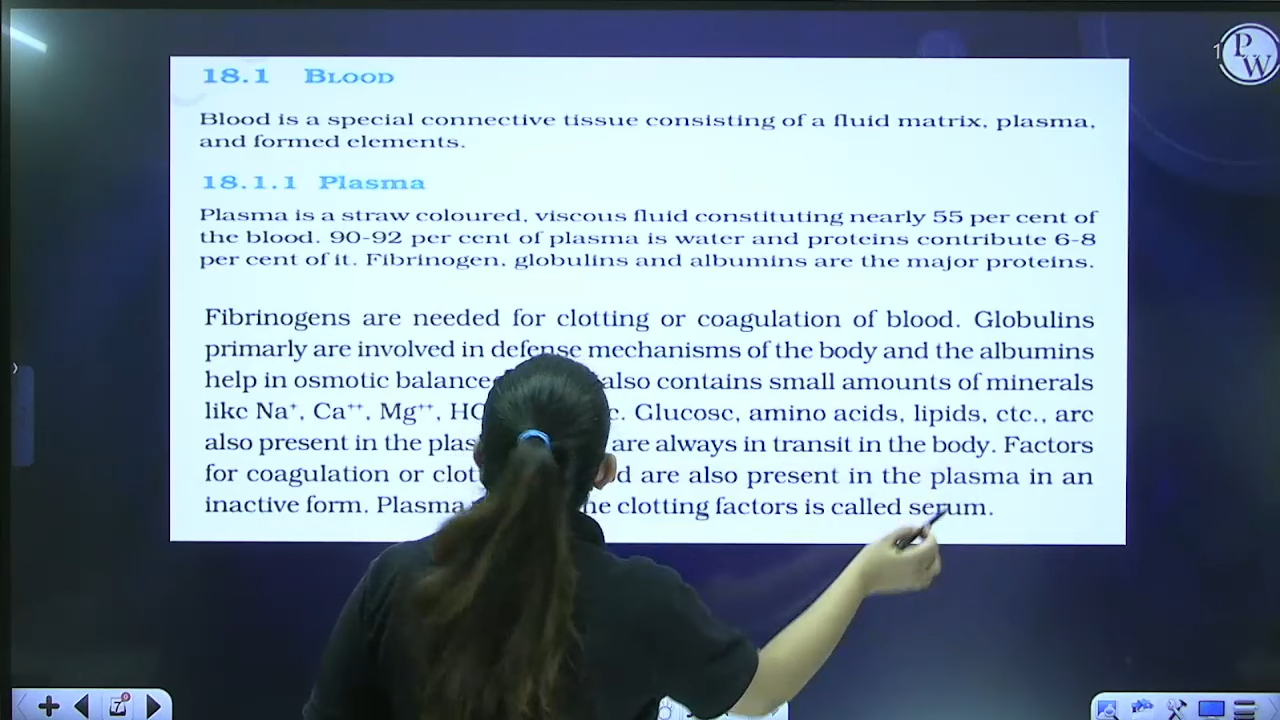 18.1 BLOOD
PW
Blood is a special connective tissue consisting of a fluid matrix, plasma,
and formed elements.
18.1.1 Plasma
Plasma is a straw coloured, viscous fluid constituting nearly 55 per cent of
the blood. 90-92 per cent of plasma is water and proteins contribute 6-8
per cent of it. Fibrinogen, globulins and albumins are the major proteins.
Fibrinogens are needed for clotting or coagulation of blood. Globulins
primarly are involved in defense mechanisms of the body and the albumins
help in osmotic balance also contains small amounts of minerals
like Na⁺, Ca⁺⁺, Mg⁺⁺, HC Glucose, amino acids, lipids, etc., are
also present in the plas are always in transit in the body. Factors
for coagulation or clot d are also present in the plasma in an
inactive form. Plasma he clotting factors is called serum.